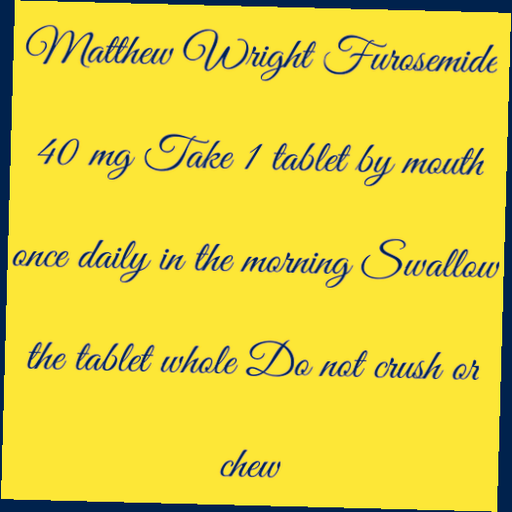 Matthew Wright Furosemide
40 mg Take 1 tablet by mouth
once daily in the morning Swallow
the tablet whole Do not crush or
chew